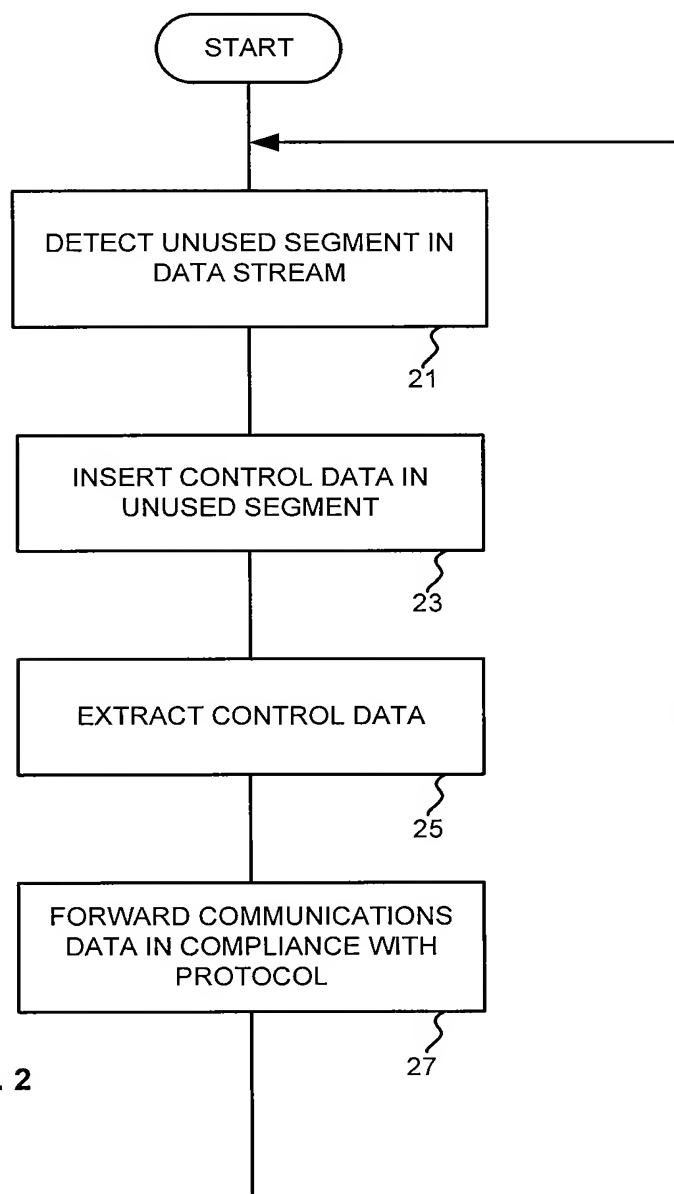 START
DETECT UNUSED SEGMENT IN
DATA STREAM
21
INSERT CONTROL DATA IN
UNUSED SEGMENT
23
EXTRACT CONTROL DATA
25
FORWARD COMMUNICATIONS
DATA IN COMPLIANCE WITH
PROTOCOL
27
. 2